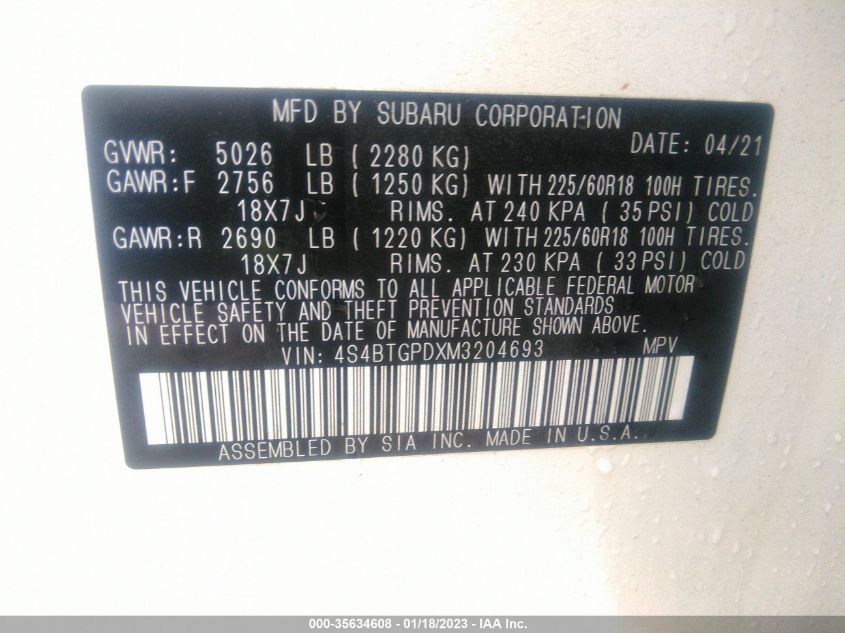 MFD BY SUBARU CORPORATION
DATE: 04/21
GVWR: 5026 LB (2280 KG)
GAWR:F 2756 LB (1250 KG) WITH 225/60R18 100H TIRES.
18X7J RIMS. AT 240 KPA (35 PSI) COLD
GAWR:R 2690 LB (1220 KG) WITH 225/60R18 100H TIRES.
18X7J RIMS. AT 230 KPA (33 PSI) COLD
THIS VEHICLE CONFORMS TO ALL APPLICABLE FEDERAL MOTOR
VEHICLE SAFETY AND THEFT PREVENTION STANDARDS
IN EFFECT ON THE DATE OF MANUFACTURE SHOWN ABOVE.
VIN: 4S4BTGPDXM3204693 MPV
ASSEMBLED BY SIA INC. MADE IN U.S.A.
000-35634608 - 01/18/2023 - IAA Inc.